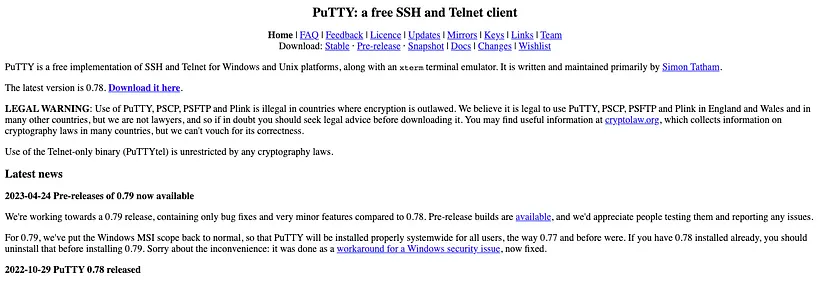 PuTTY: a free SSH and Telnet client
Home | FAQ | Feedback | Licence | Updates | Mirrors | Keys | Links | Team
Download: Stable · Pre-release · Snapshot | Docs | Changes | Wishlist
PuTTY is a free implementation of SSH and Telnet for Windows and Unix platforms, along with an xterm terminal emulator. It is written and maintained primarily by Simon Tatham.
The latest version is 0.78. Download it here.
LEGAL WARNING: Use of PuTTY, PSCP, PSFTP and Plink is illegal in countries where encryption is outlawed. We believe it is legal to use PuTTY, PSCP, PSFTP and Plink in England and Wales and in
many other countries, but we are not lawyers, and so if in doubt you should seek legal advice before downloading it. You may find useful information at cryptolaw.org, which collects information on
cryptography laws in many countries, but we can't vouch for its correctness.
Use of the Telnet-only binary (PuTTYtel) is unrestricted by any cryptography laws.
Latest news
2023-04-24 Pre-releases of 0.79 now available
We're working towards a 0.79 release, containing only bug fixes and very minor features compared to 0.78. Pre-release builds are available, and we'd appreciate people testing them and reporting any issues.
For 0.79, we've put the Windows MSI scope back to normal, so that PuTTY will be installed properly systemwide for all users, the way 0.77 and before were. If you have 0.78 installed already, you should
uninstall that before installing 0.79. Sorry about the inconvenience: it was done as a workaround for a Windows security issue, now fixed.
2022-10-29 PuTTY 0.78 released